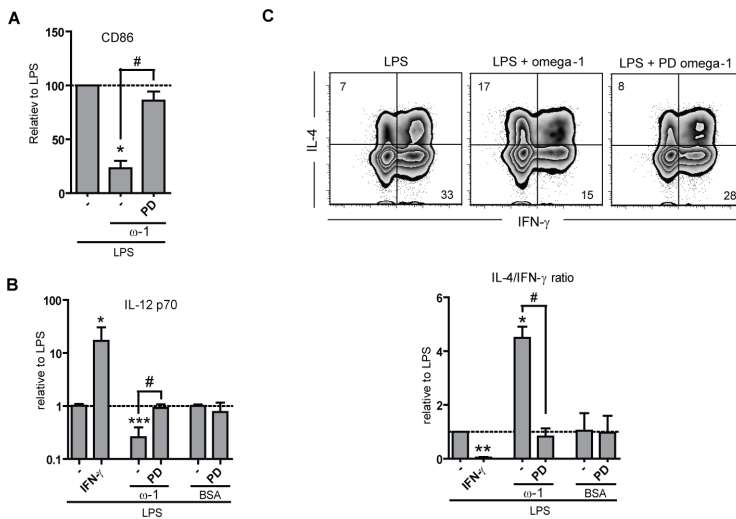 A
CD86
Relatiev to LPS
150
100
50
0
#
*
-
-
PD
ω-1
LPS
B
IL-12 p70
relative to LPS
100
10
1
0.1
*
***
#
-
IFN-γ
-
PD
-
PD
ω-1
BSA
LPS
C
LPS
LPS + omega-1
LPS + PD omega-1
IL-4
7
33
17
15
8
28
IFN-γ
IL-4/IFN-γ ratio
relative to LPS
6
4
2
0
**
*
#
-
IFN-γ
-
PD
-
PD
ω-1
BSA
LPS